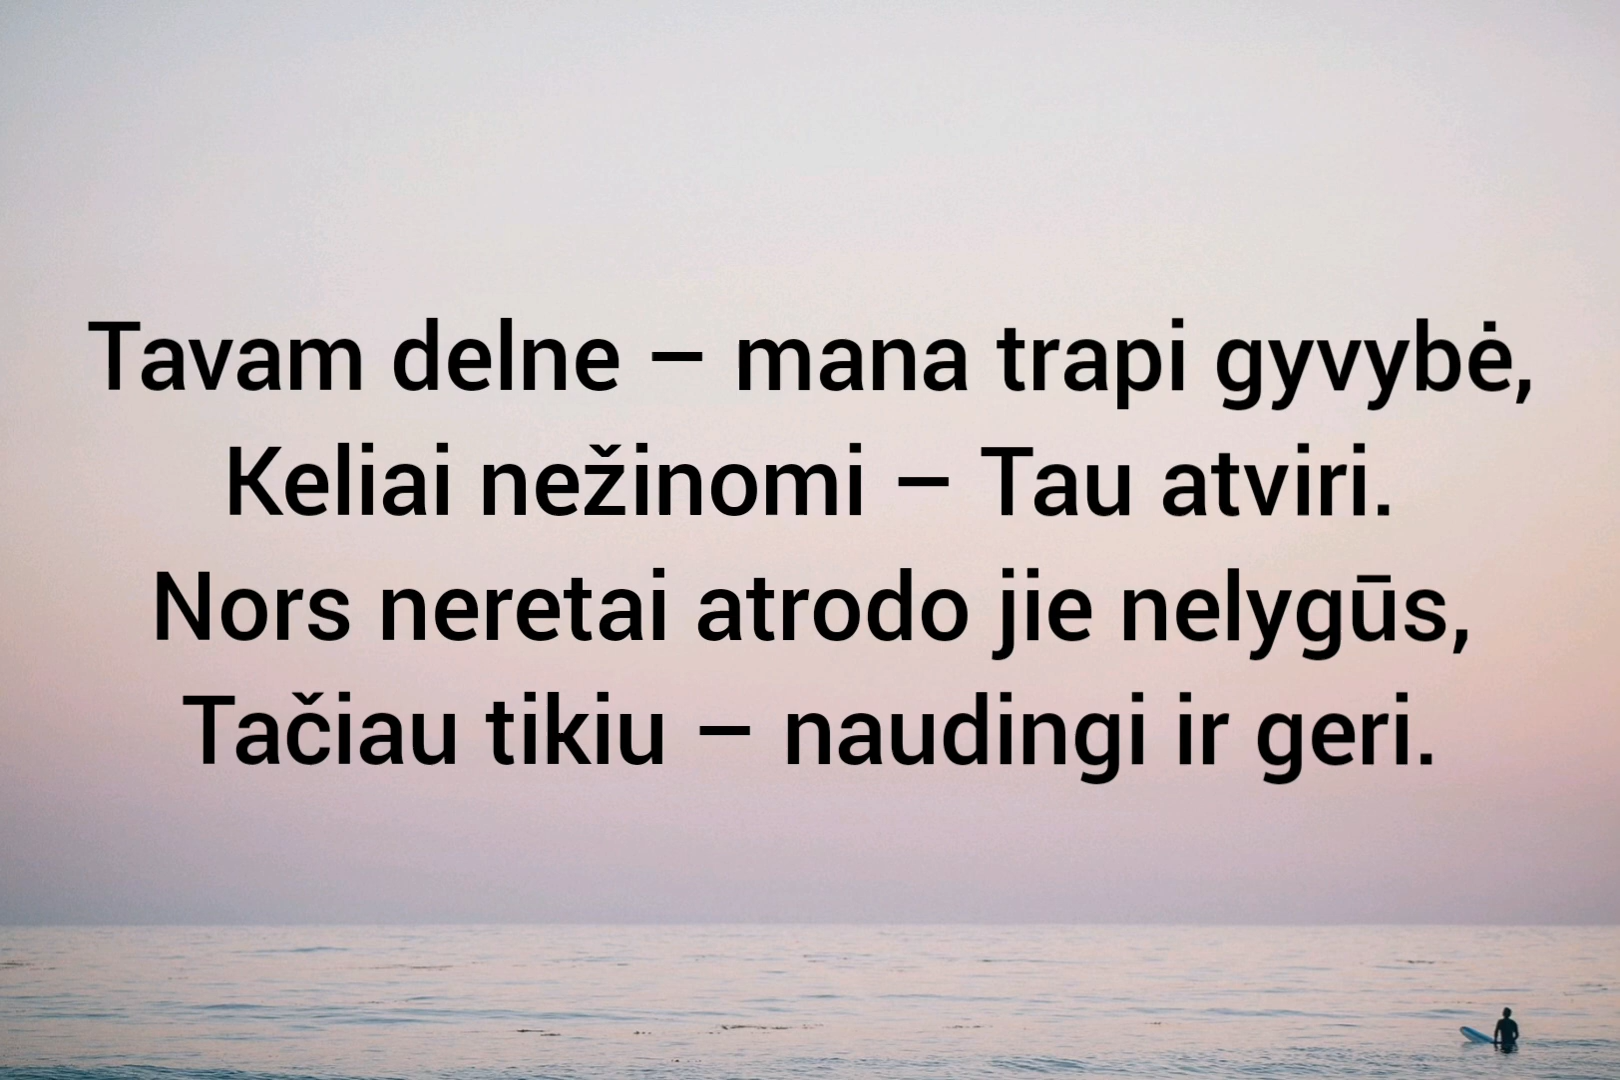 Tavam delne – mana trapi gyvybė,
Keliai nežinomi – Tau atviri.
Nors neretai atrodo jie nelygūs,
Tačiau tikiu – naudingi ir geri.